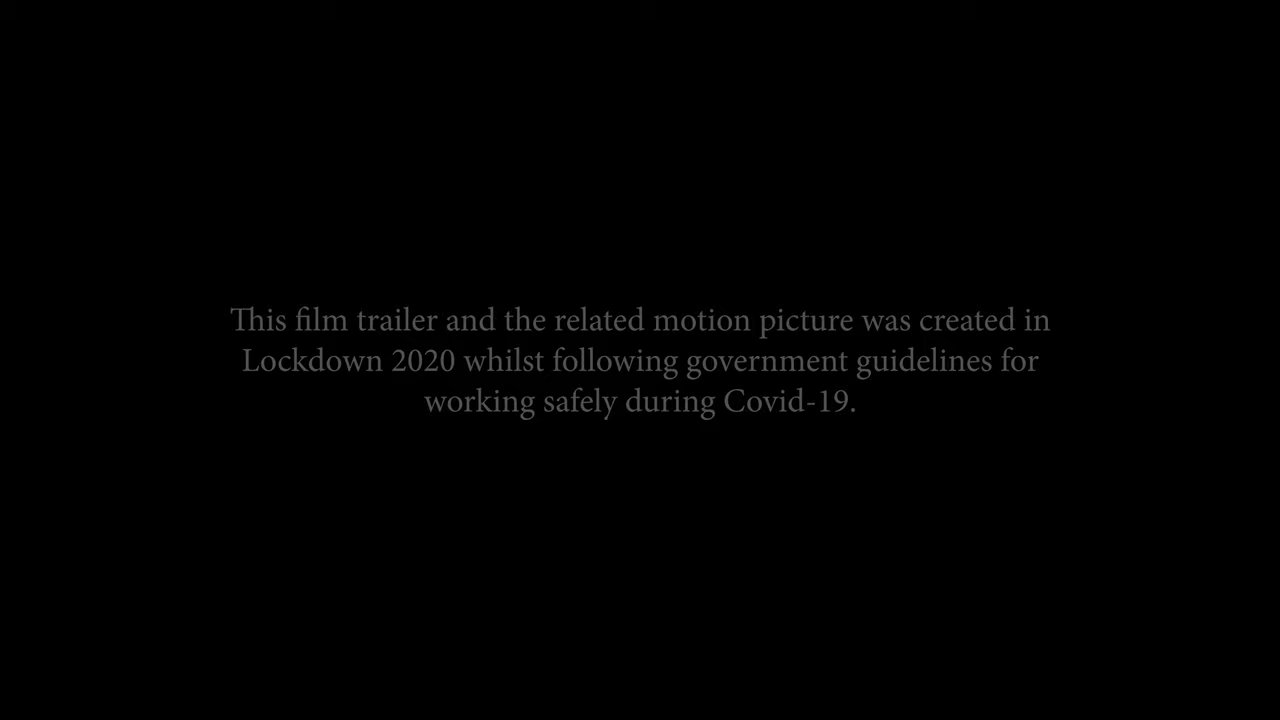 This film trailer and the related motion picture was created in
Lockdown 2020 whilst following government guidelines for
working safely during Covid-19.